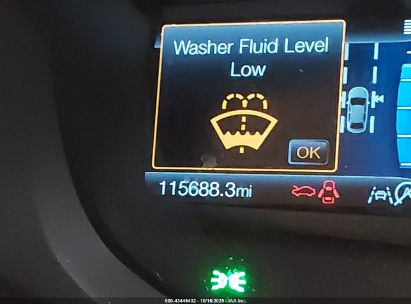 Washer Fluid Level
Low
OK
115688.3mi